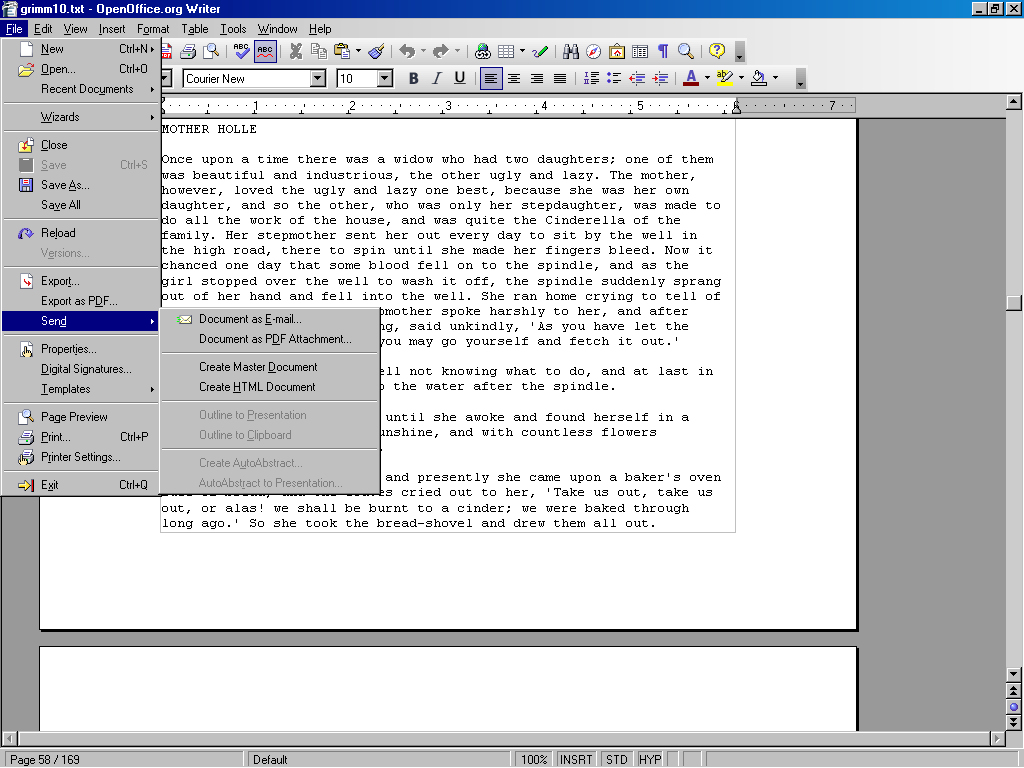 grimm10.txt - OpenOffice.org Writer
File Edit View Insert Format Table Tools Window Help
New Ctrl+N
Open... Ctrl+O
Recent Documents
Wizards
Close
Save Ctrl+S
Save As...
Save All
Reload
Versions...
Export...
Export as PDF...
Send
Properties...
Digital Signatures...
Templates
Page Preview
Print... Ctrl+P
Printer Settings...
Exit Ctrl+Q
Document as E-mail...
Document as PDF Attachment...
Create Master Document
Create HTML Document
Outline to Presentation
Outline to Clipboard
Create AutoAbstract...
AutoAbstract to Presentation...
ABC ABC
Courier New 10 B I U A
1 2 3 4 5 6 7
MOTHER HOLLE
Once upon a time there was a widow who had two daughters; one of them
was beautiful and industrious, the other ugly and lazy. The mother,
however, loved the ugly and lazy one best, because she was her own
daughter, and so the other, who was only her stepdaughter, was made to
do all the work of the house, and was quite the Cinderella of the
family. Her stepmother sent her out every day to sit by the well in
the high road, there to spin until she made her fingers bleed. Now it
chanced one day that some blood fell on to the spindle, and as the
girl stopped over the well to wash it off, the spindle suddenly sprang
out of her hand and fell into the well. She ran home crying to tell of
pmother spoke harshly to her, and after
ng, said unkindly, 'As you have let the
you may go yourself and fetch it out.'
ell not knowing what to do, and at last in
the water after the spindle.
until she awoke and found herself in a
unshine, and with countless flowers
and presently she came upon a baker's oven
es cried out to her, 'Take us out, take us
out, or alas! we shall be burnt to a cinder; we were baked through
long ago.' So she took the bread-shovel and drew them all out.
Page 58 / 169 Default 100% INSRT STD HYP